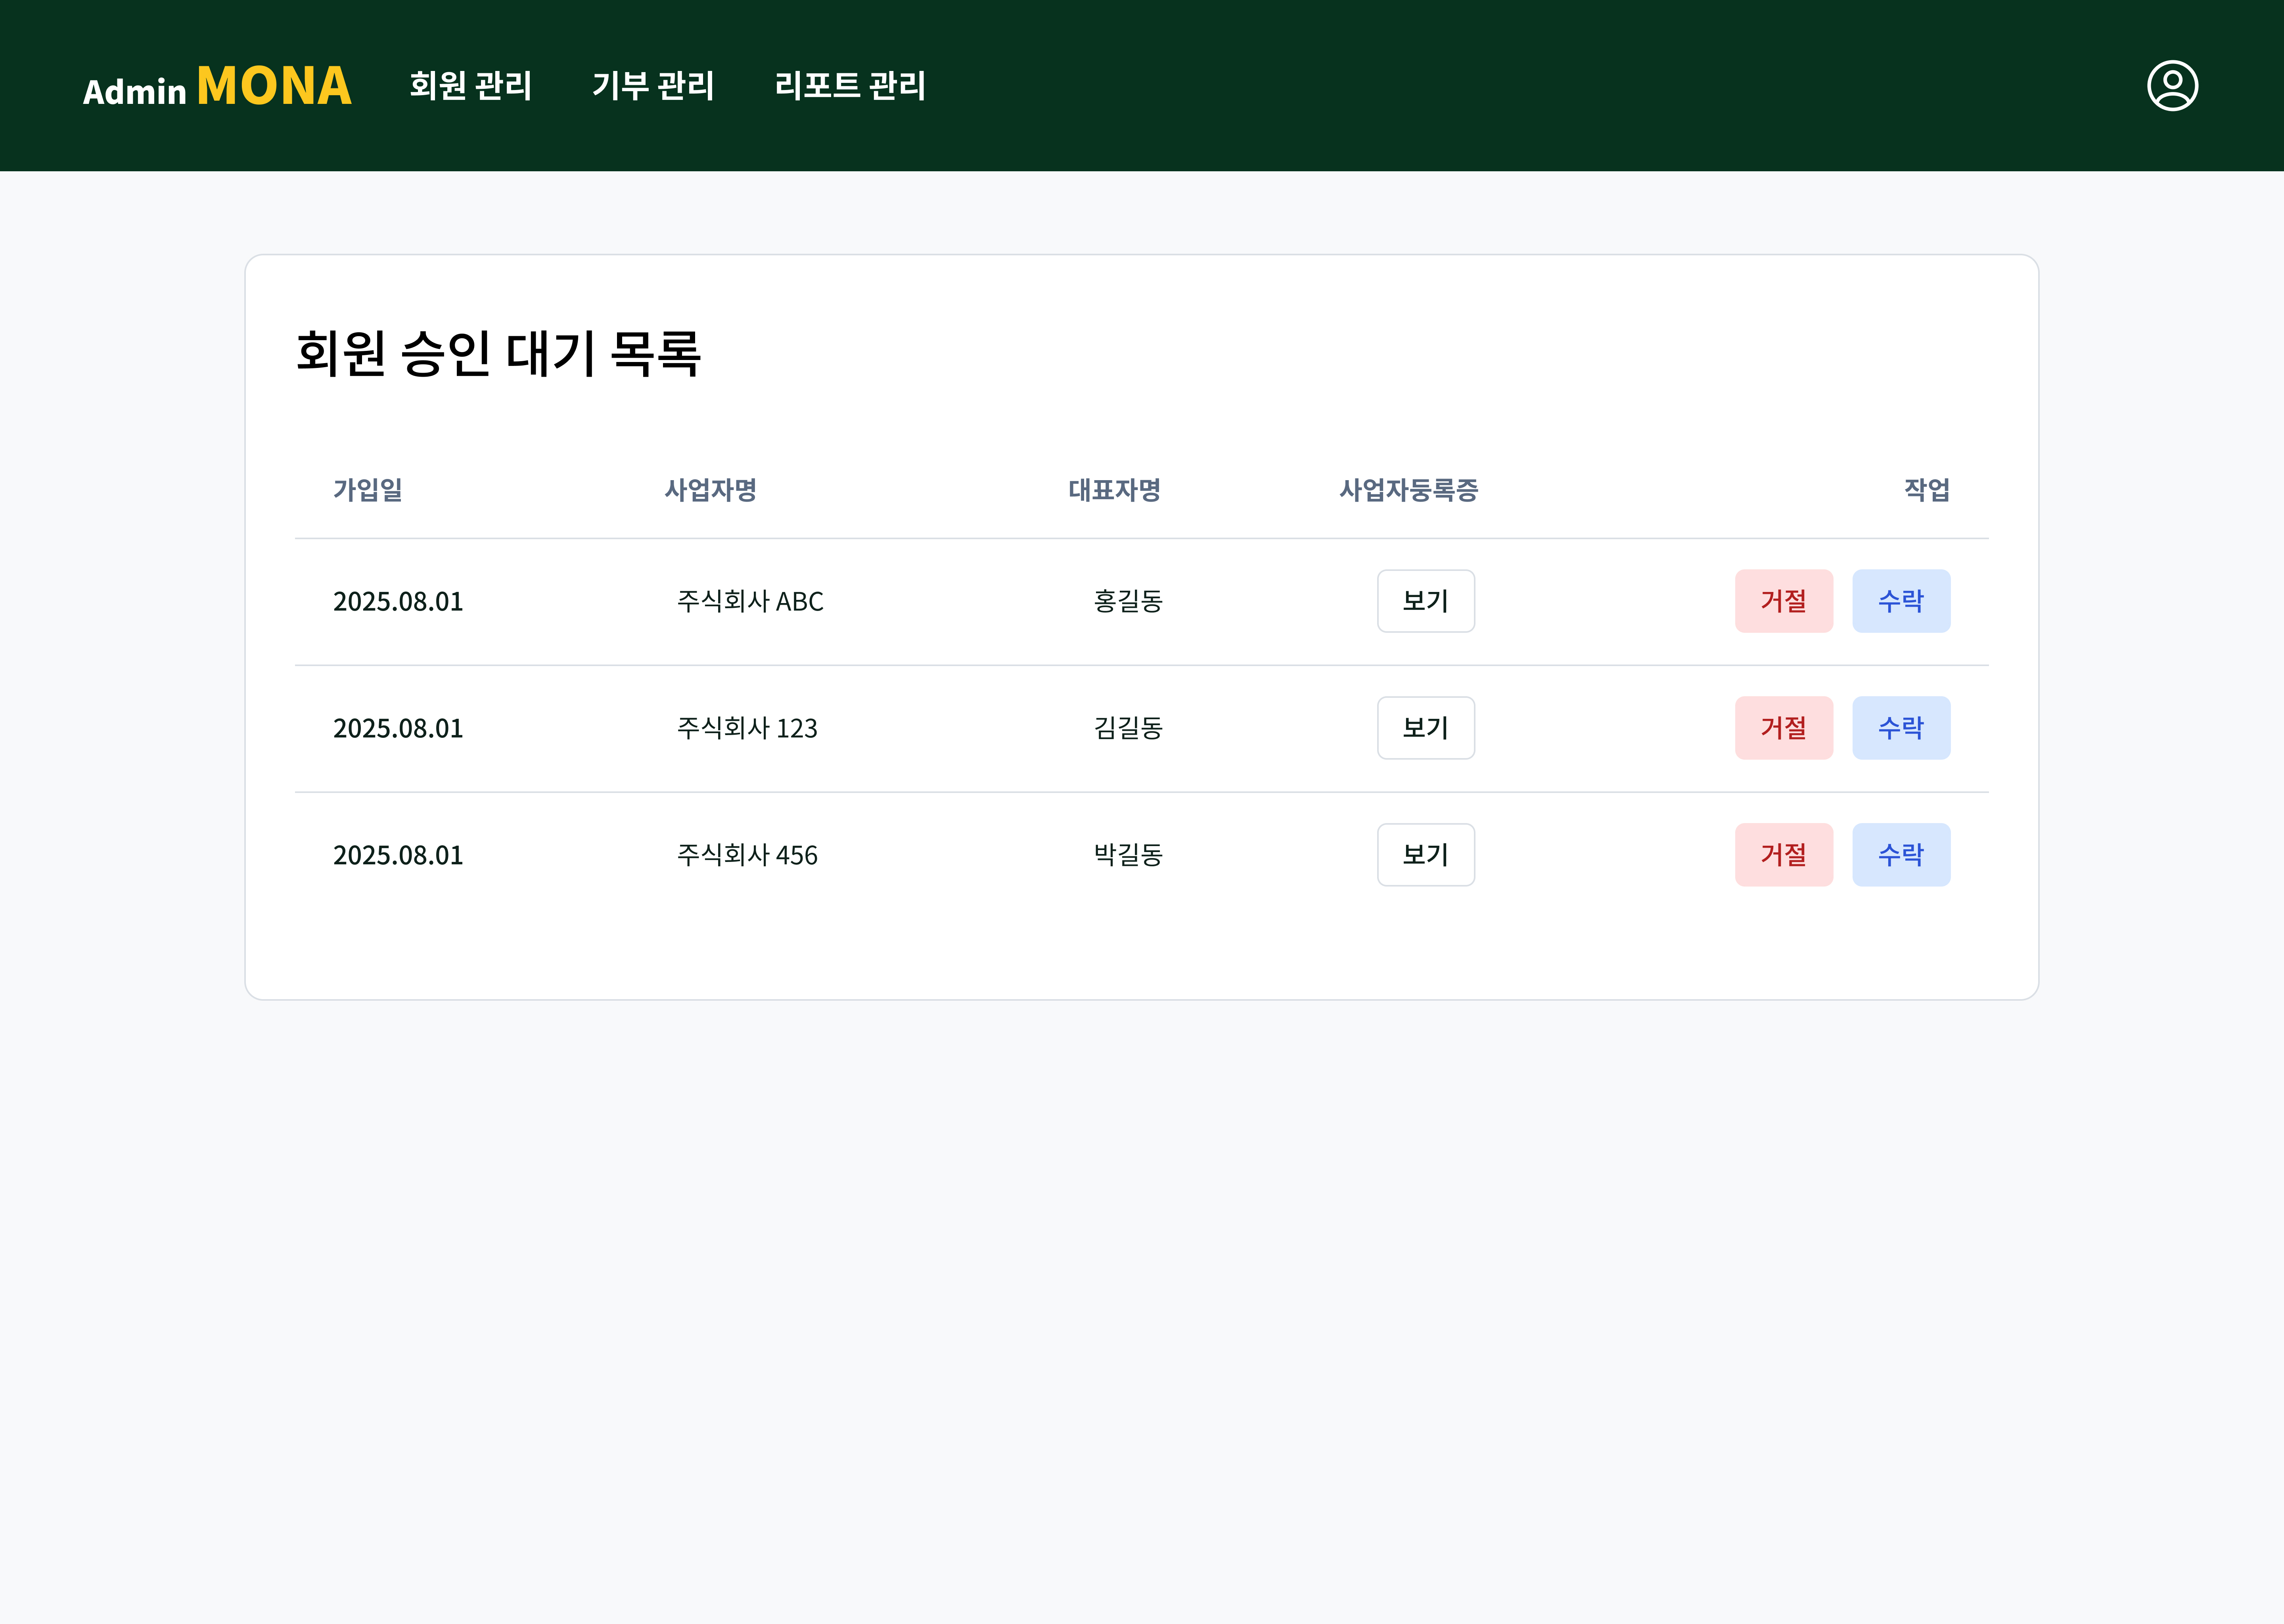 Admin MONA 회원 관리 기부 관리 리포트 관리
회원 승인 대기 목록
가입일 사업자명 대표자명 사업자등록증 작업
2025.08.01 주식회사 ABC 홍길동 보기 거절 수락
2025.08.01 주식회사 123 김길동 보기 거절 수락
2025.08.01 주식회사 456 박길동 보기 거절 수락